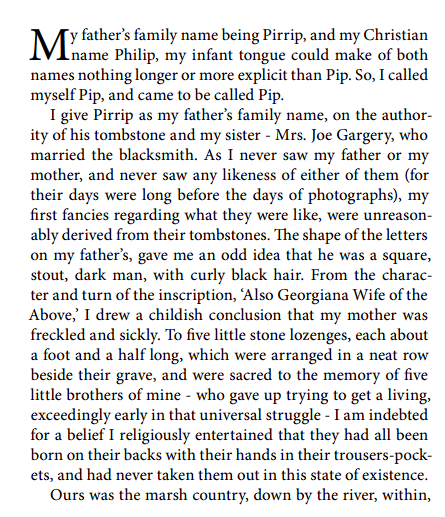 My father’s family name being Pirrip, and my Christian
name Philip, my infant tongue could make of both
names nothing longer or more explicit than Pip. So, I called
myself Pip, and came to be called Pip.
I give Pirrip as my father’s family name, on the author-
ity of his tombstone and my sister - Mrs. Joe Gargery, who
married the blacksmith. As I never saw my father or my
mother, and never saw any likeness of either of them (for
their days were long before the days of photographs), my
first fancies regarding what they were like, were unreason-
ably derived from their tombstones. The shape of the letters
on my father’s, gave me an odd idea that he was a square,
stout, dark man, with curly black hair. From the charac-
ter and turn of the inscription, ‘Also Georgiana Wife of the
Above,’ I drew a childish conclusion that my mother was
freckled and sickly. To five little stone lozenges, each about
a foot and a half long, which were arranged in a neat row
beside their grave, and were sacred to the memory of five
little brothers of mine - who gave up trying to get a living,
exceedingly early in that universal struggle - I am indebted
for a belief I religiously entertained that they had all been
born on their backs with their hands in their trousers-pock-
ets, and had never taken them out in this state of existence.
Ours was the marsh country, down by the river, within,